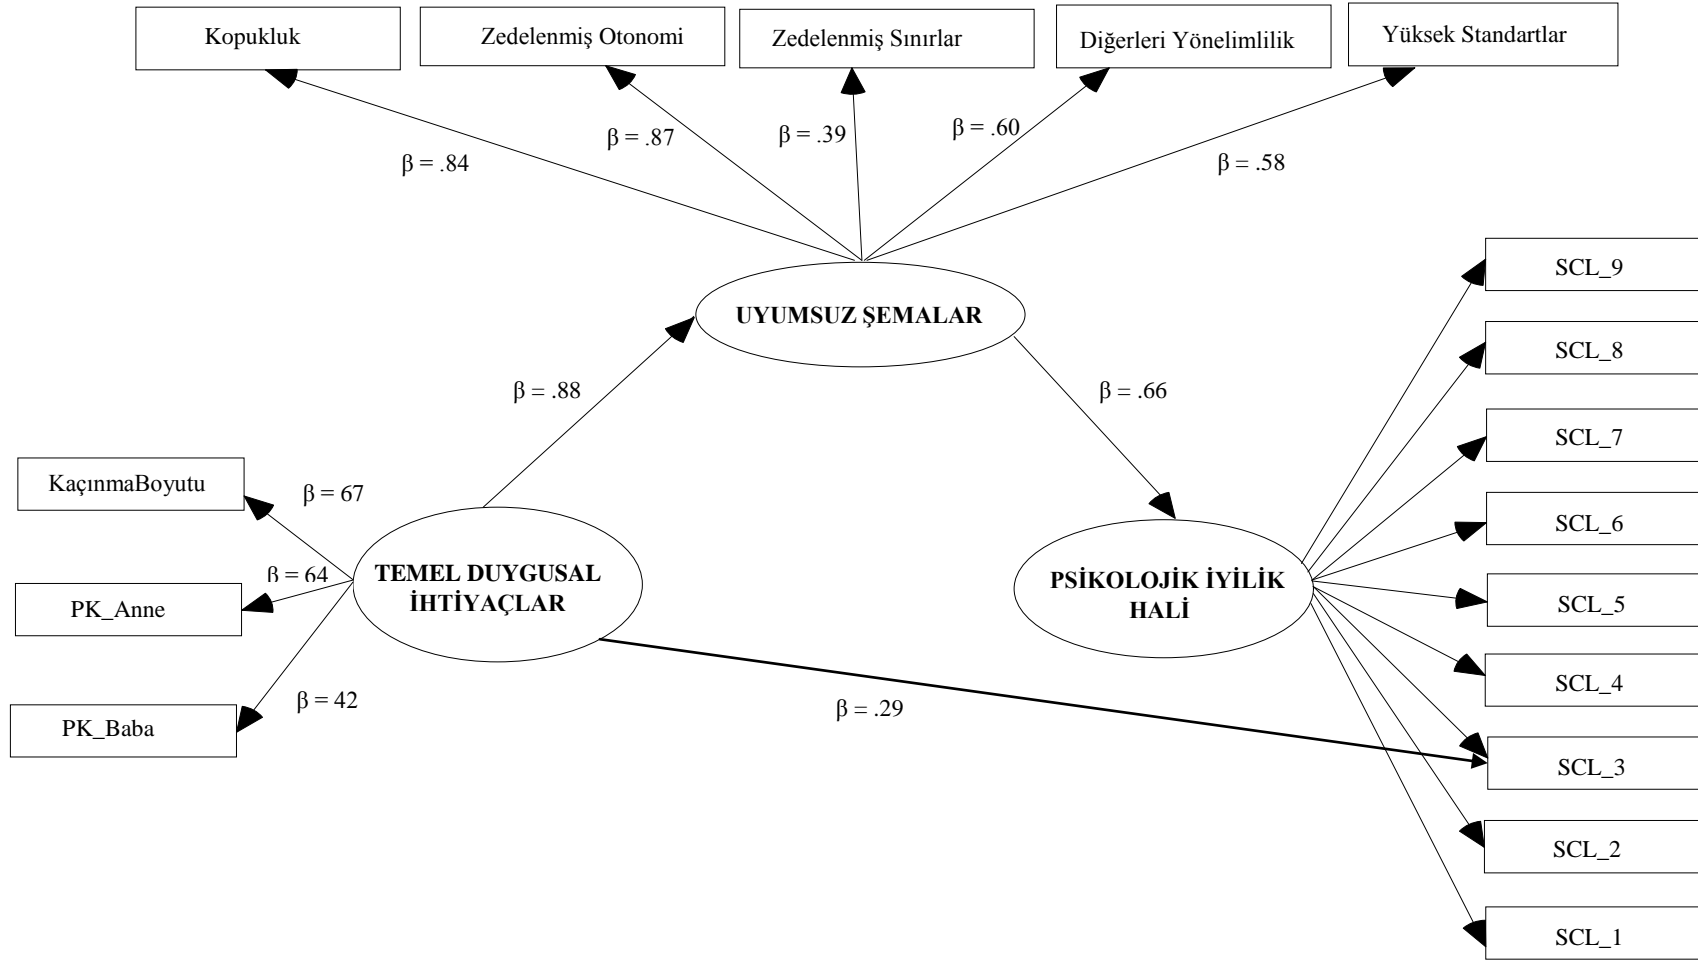 Kopukluk
Zedelenmiş Otonomi
Zedelenmiş Sınırlar
Diğerleri Yönelimlilik
Yüksek Standartlar
β = .84
β = .87
β = .39
β = .60
β = .58
UYUMSUZ ŞEMALAR
β = .88
β = .66
KaçınmaBoyutu
PK_Anne
PK_Baba
β = 67
β = 64
β = 42
TEMEL DUYGUSAL
İHTİYAÇLAR
PSİKOLOJİK İYİLİK
HALİ
β = .29
SCL_9
SCL_8
SCL_7
SCL_6
SCL_5
SCL_4
SCL_3
SCL_2
SCL_1